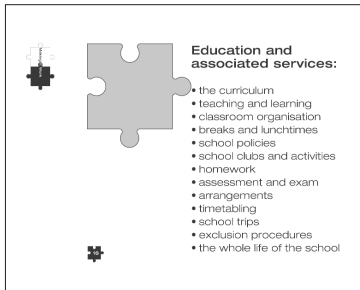 Education and
associated services:
• the curriculum
• teaching and learning
• classroom organisation
• breaks and lunchtimes
• school policies
• school clubs and activities
• homework
• assessment and exam
• arrangements
• timetabling
• school trips
• exclusion procedures
• the whole life of the school